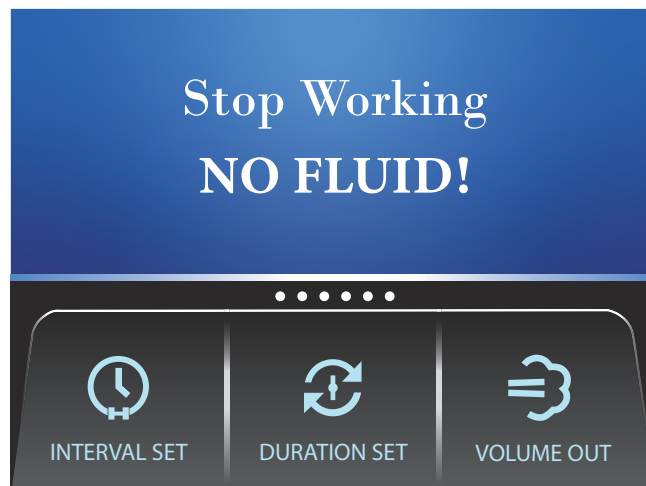 Stop Working
NO FLUID!
INTERVAL SET
DURATION SET
VOLUME OUT